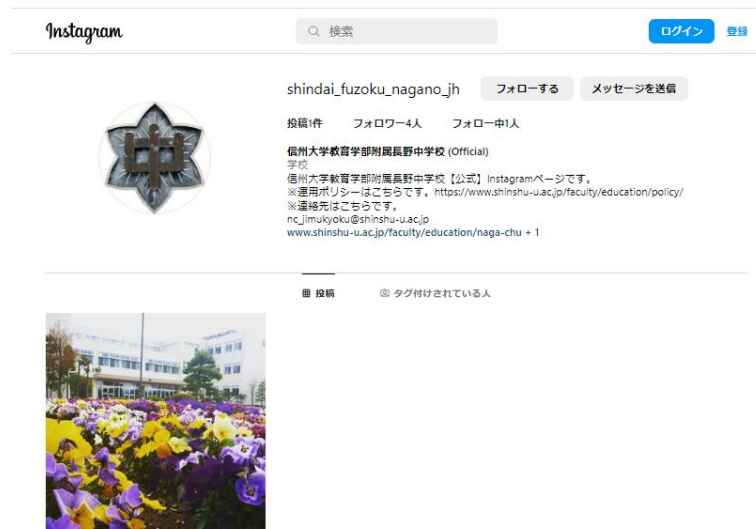 Instagram
検索
ログイン
登録
shindai_fuzoku_nagano_jh
フォローする
メッセージを送信
投稿1件
フォロワー4人
フォロー中1人
信州大学教育学部附属長野中学校 (Official)
学校
信州大学教育学部附属長野中学校【公式】Instagramページです。
※運用ポリシーはこちらです。https://www.shinshu-u.ac.jp/faculty/education/policy/
※連絡先はこちらです。
nc_jimukyoku@shinshu-u.ac.jp
www.shinshu-u.ac.jp/faculty/education/naga-chu + 1
中
投稿
タグ付けされている人